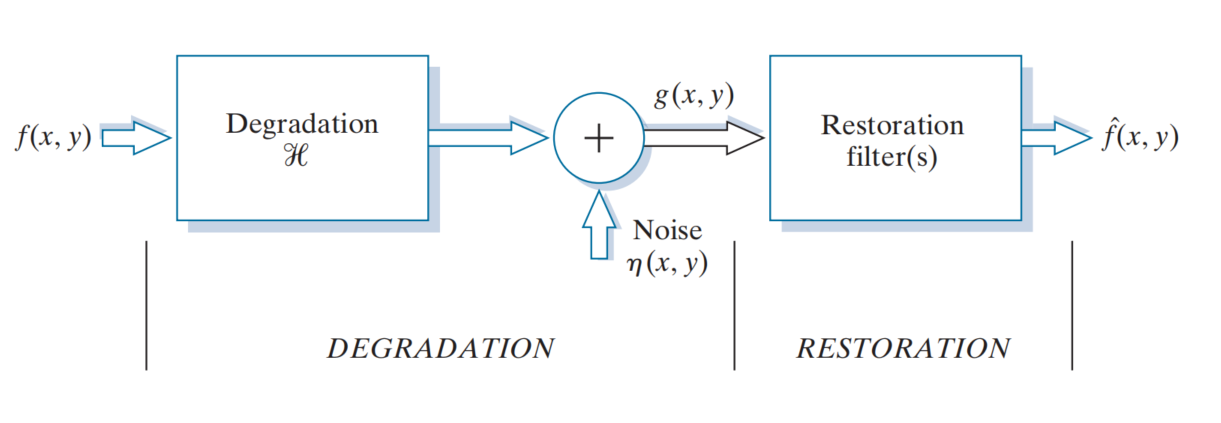 f(x, y)
Degradation
ℋ
g(x, y)
Noise
η(x, y)
Restoration
filter(s)
f̂(x, y)
+
DEGRADATION
RESTORATION